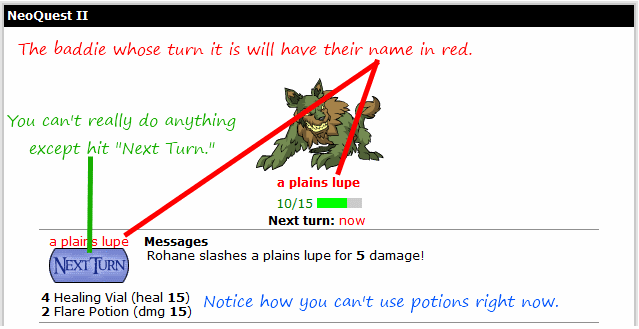 NeoQuest II
The baddie whose turn it is will have their name in red.
You can't really do anything
except hit "Next Turn."
a plains lupe
10/15
Next turn: now
a plains lupe
Messages
NEXT TURN
Rohane slashes a plains lupe for 5 damage!
4 Healing Vial (heal 15)
2 Flare Potion (dmg 15)
Notice how you can't use potions right now.